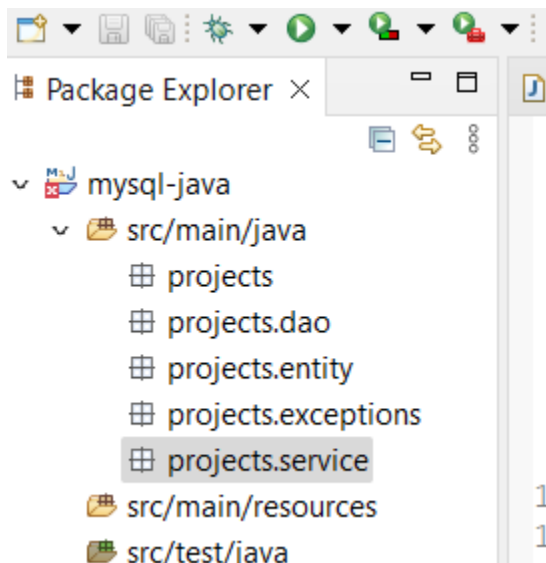 Package Explorer
mysql-java
src/main/java
projects
projects.dao
projects.entity
projects.exceptions
projects.service
src/main/resources
src/test/java